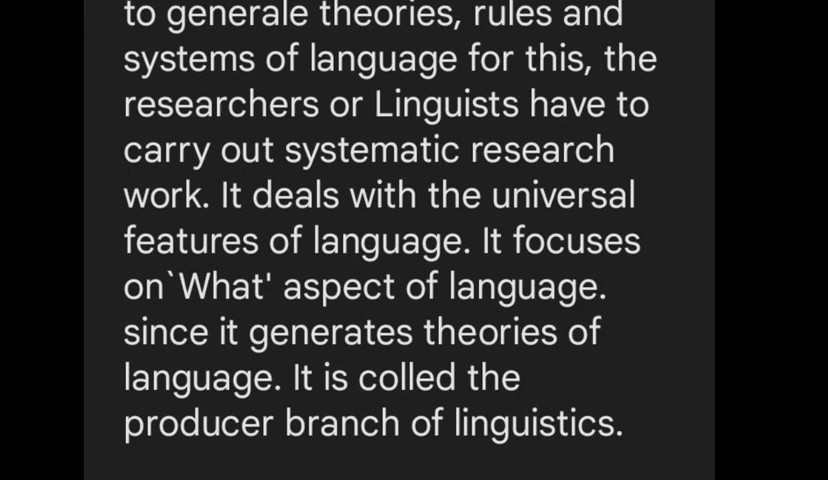 to generale theories, rules and
systems of language for this, the
researchers or Linguists have to
carry out systematic research
work. It deals with the universal
features of language. It focuses
on`What' aspect of language.
since it generates theories of
language. It is colled the
producer branch of linguistics.